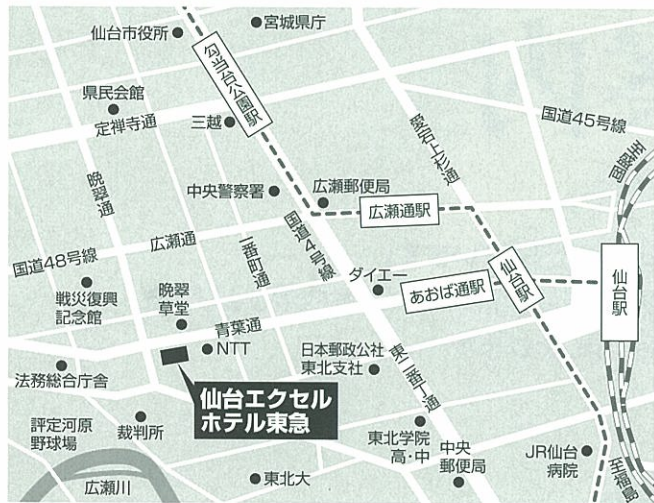 宮城県庁
仙台市役所
勾当台公園駅
県民会館
定禅寺通
三越
愛宕上杉通
国道45号線
至盛岡
晩翠通
中央警察署
広瀬郵便局
広瀬通駅
広瀬通
国道48号線
一番町通
国道4号線
仙台駅
仙台駅
ダイエー
あおば通駅
戦災復興
記念館
晩翠
草堂
青葉通
NTT
日本郵政公社
東北支社
東二番丁通
法務総合庁舎
仙台エクセル
ホテル東急
評定河原
野球場
裁判所
東北学院
高・中
中央
郵便局
JR仙台
病院
広瀬川
東北大
至福島